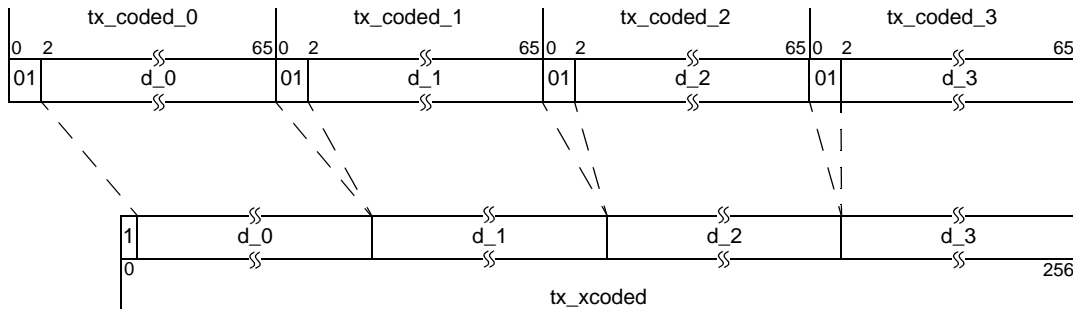 tx_coded_0 tx_coded_1 tx_coded_2 tx_coded_3
0 2 65 0 2 65 0 2 65 0 2 65
01 d_0 01 d_1 01 d_2 01 d_3
1 d_0 d_1 d_2 d_3
0 256
tx_xcoded